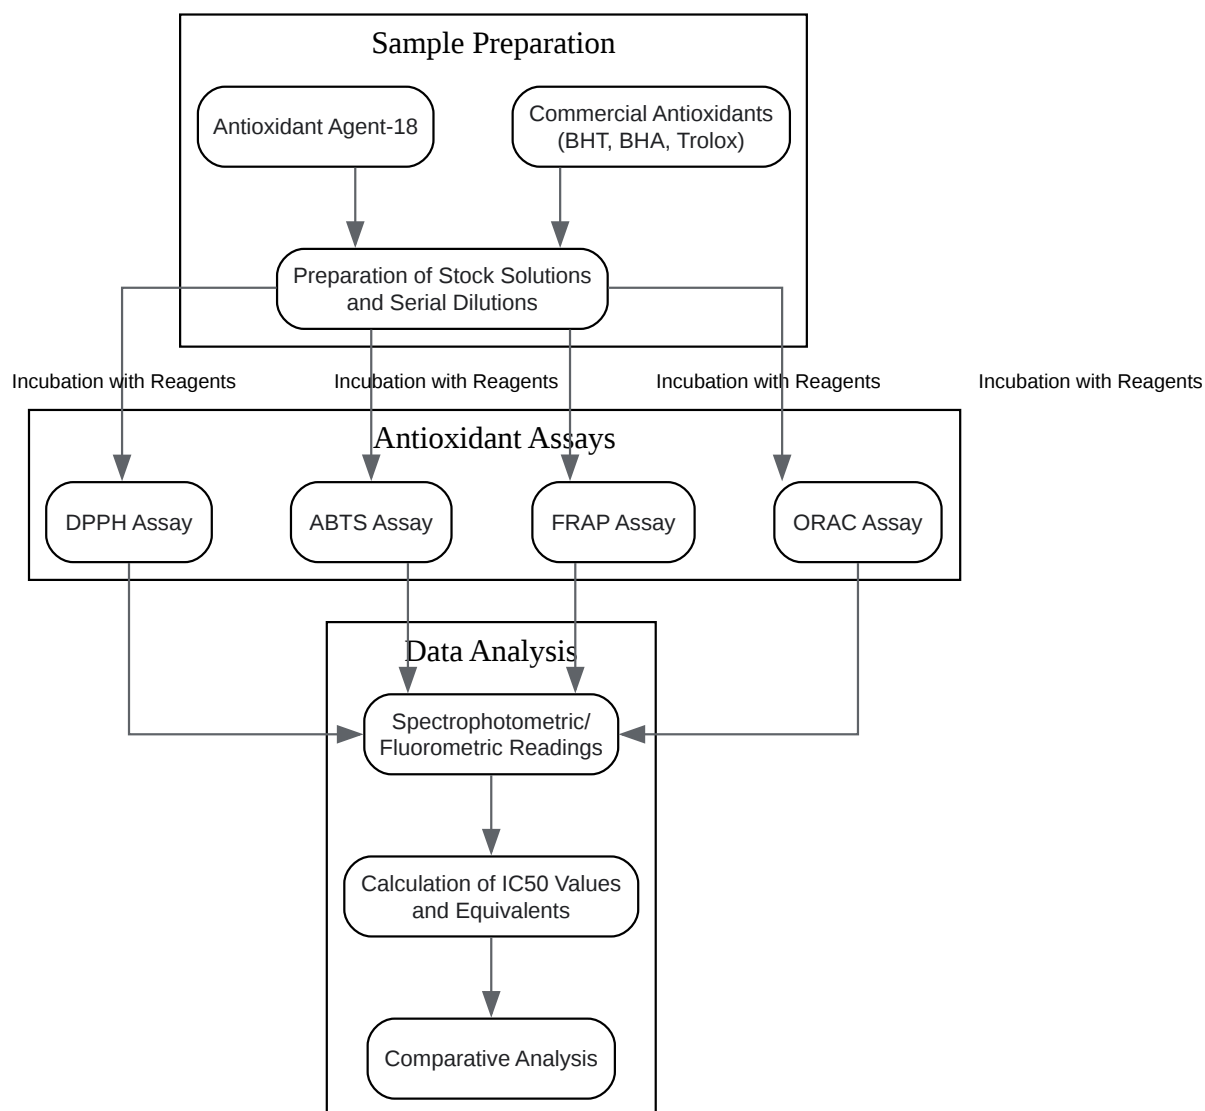 Sample Preparation
Antioxidant Agent-18
Commercial Antioxidants
(BHT, BHA, Trolox)
Preparation of Stock Solutions
and Serial Dilutions
Incubation with Reagents
Incubation with Reagents
Incubation with Reagents
Incubation with Reagents
Antioxidant Assays
DPPH Assay
ABTS Assay
FRAP Assay
ORAC Assay
Data Analysis
Spectrophotometric/
Fluorometric Readings
Calculation of IC50 Values
and Equivalents
Comparative Analysis